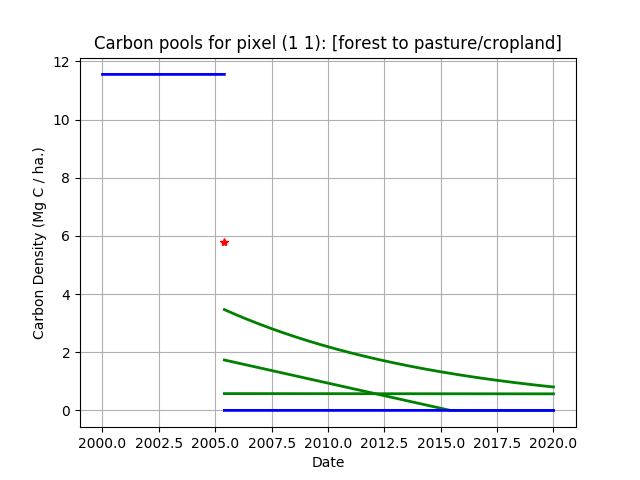 Carbon pools for pixel (1 1): [forest to pasture/cropland]
Carbon Density (Mg C / ha.)
12
10
8
6
4
2
0
2000.0 2002.5 2005.0 2007.5 2010.0 2012.5 2015.0 2017.5 2020.0
Date